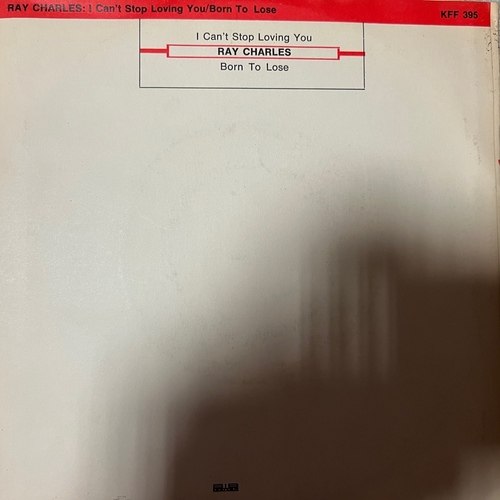 RAY CHARLES: I Can't Stop Loving You/Born To Lose
KFF 395
I Can't Stop Loving You
RAY CHARLES
Born To Lose